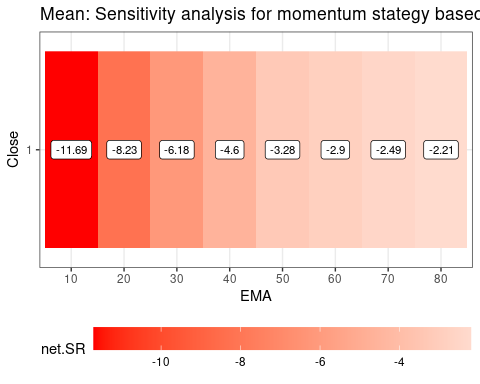 Mean: Sensitivity analysis for momentum stategy based
Close
1
-11.69 -8.23 -6.18 -4.6 -3.28 -2.9 -2.49 -2.21
10 20 30 40 50 60 70 80
EMA
net.SR
-10 -8 -6 -4